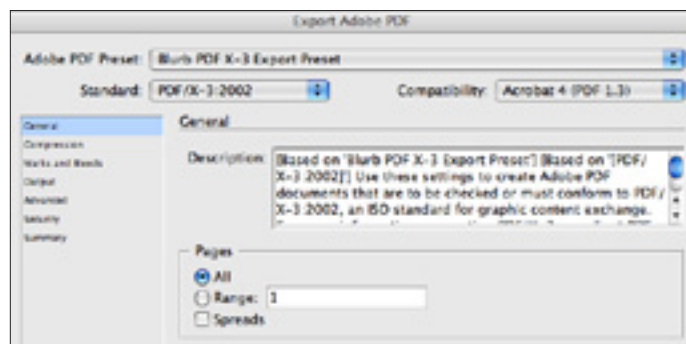 Export Adobe PDF
Adobe PDF Preset: Blurb PDF X-3 Export Preset
Standard: PDF/X-3:2002 Compatibility: Acrobat 4 (PDF 1.3)
General
Compression
Marks and Bleeds
Output
Advanced
Security
Summary
General
Description: [Based on 'Blurb PDF X-3 Export Preset'] [Based on '[PDF/
X-3:2002]'] Use these settings to create Adobe PDF
documents that are to be checked or must conform to PDF/
X-3:2002, an ISO standard for graphic content exchange.
Pages
All
Range: 1
Spreads